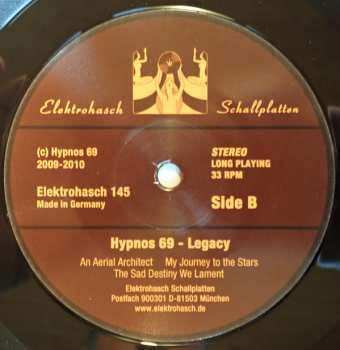 Elektrohasch Schallplatten
(c) Hypnos 69
2009-2010
STEREO
LONG PLAYING
33 RPM
Elektrohasch 145
Made in Germany
Side B
Hypnos 69 - Legacy
An Aerial Architect My Journey to the Stars
The Sad Destiny We Lament
Elektrohasch Schallplatten
Postfach 900301 D-81503 München
www.elektrohasch.de